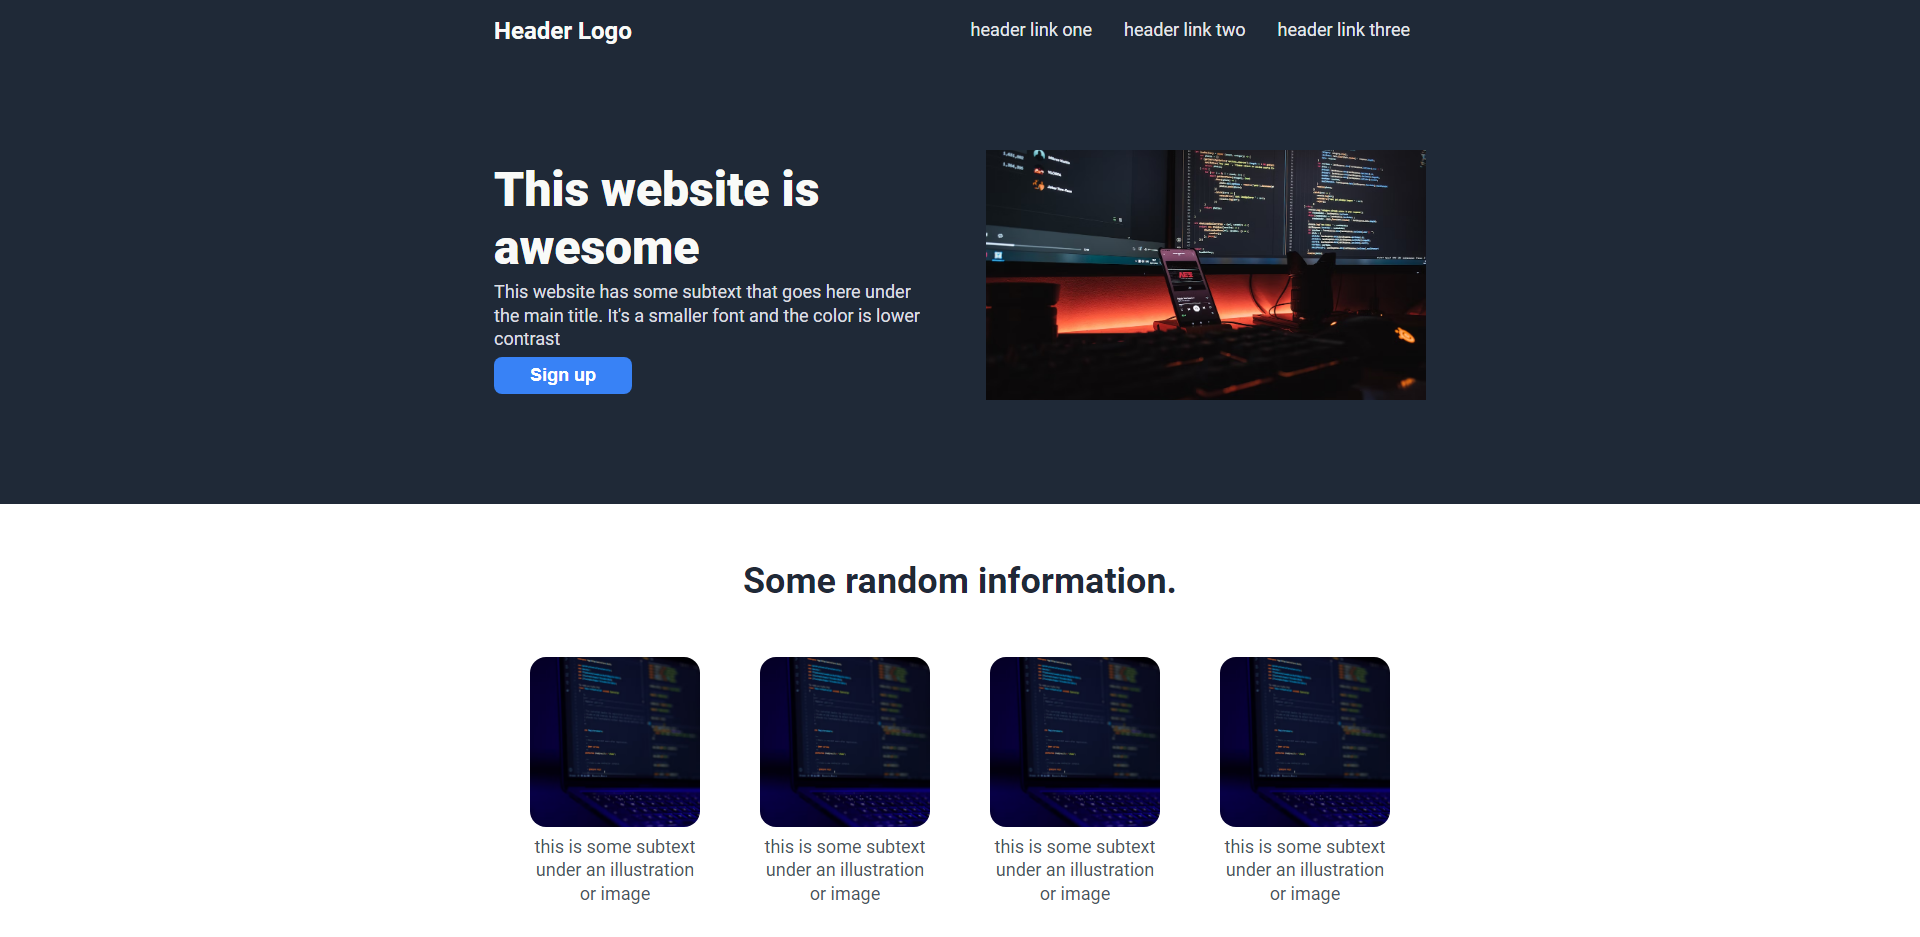 Header Logo
header link one
header link two
header link three
This website is
awesome
This website has some subtext that goes here under
the main title. It's a smaller font and the color is lower
contrast
Sign up
Some random information.
this is some subtext
under an illustration
or image
this is some subtext
under an illustration
or image
this is some subtext
under an illustration
or image
this is some subtext
under an illustration
or image